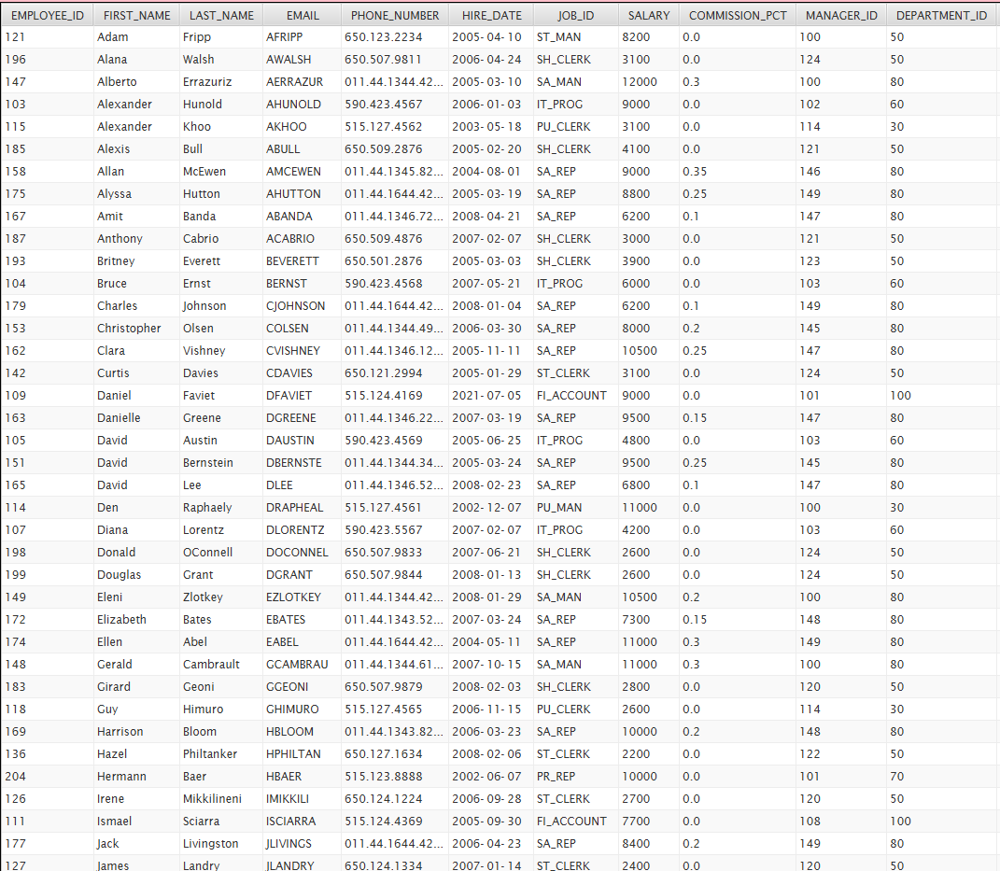 EMPLOYEE_ID FIRST_NAME LAST_NAME EMAIL PHONE_NUMBER HIRE_DATE JOB_ID SALARY COMMISSION_PCT MANAGER_ID DEPARTMENT_ID
121 Adam Fripp AFRIPP 650.123.2234 2005-04-10 ST_MAN 8200 0.0 100 50
196 Alana Walsh AWALSH 650.507.9811 2006-04-24 SH_CLERK 3100 0.0 124 50
147 Alberto Errazuriz AERRAZUR 011.44.1344.42... 2005-03-10 SA_MAN 12000 0.3 100 80
103 Alexander Hunold AHUNOLD 590.423.4567 2006-01-03 IT_PROG 9000 0.0 102 60
115 Alexander Khoo AKHOO 515.127.4562 2003-05-18 PU_CLERK 3100 0.0 114 30
185 Alexis Bull ABULL 650.509.2876 2005-02-20 SH_CLERK 4100 0.0 121 50
158 Allan McEwen AMCEWEN 011.44.1345.82... 2004-08-01 SA_REP 9000 0.35 146 80
175 Alyssa Hutton AHUTTON 011.44.1644.42... 2005-03-19 SA_REP 8800 0.25 149 80
167 Amit Banda ABANDA 011.44.1346.72... 2008-04-21 SA_REP 6200 0.1 147 80
187 Anthony Cabrio ACABRIO 650.509.4876 2007-02-07 SH_CLERK 3000 0.0 121 50
193 Britney Everett BEVERETT 650.501.2876 2005-03-03 SH_CLERK 3900 0.0 123 50
104 Bruce Ernst BERNST 590.423.4568 2007-05-21 IT_PROG 6000 0.0 103 60
179 Charles Johnson CJOHNSON 011.44.1644.42... 2008-01-04 SA_REP 6200 0.1 149 80
153 Christopher Olsen COLSEN 011.44.1344.49... 2006-03-30 SA_REP 8000 0.2 145 80
162 Clara Vishney CVISHNEY 011.44.1346.12... 2005-11-11 SA_REP 10500 0.25 147 80
142 Curtis Davies CDAVIES 650.121.2994 2005-01-29 ST_CLERK 3100 0.0 124 50
109 Daniel Faviet DFAVIET 515.124.4169 2021-07-05 FI_ACCOUNT 9000 0.0 101 100
163 Danielle Greene DGREENE 011.44.1346.22... 2007-03-19 SA_REP 9500 0.15 147 80
105 David Austin DAUSTIN 590.423.4569 2005-06-25 IT_PROG 4800 0.0 103 60
151 David Bernstein DBERNSTE 011.44.1344.34... 2005-03-24 SA_REP 9500 0.25 145 80
165 David Lee DLEE 011.44.1346.52... 2008-02-23 SA_REP 6800 0.1 147 80
114 Den Raphaely DRAPHEAL 515.127.4561 2002-12-07 PU_MAN 11000 0.0 100 30
107 Diana Lorentz DLORENTZ 590.423.5567 2007-02-07 IT_PROG 4200 0.0 103 60
198 Donald OConnell DOCONNEL 650.507.9833 2007-06-21 SH_CLERK 2600 0.0 124 50
199 Douglas Grant DGRANT 650.507.9844 2008-01-13 SH_CLERK 2600 0.0 124 50
149 Eleni Zlotkey EZLOTKEY 011.44.1344.42... 2008-01-29 SA_MAN 10500 0.2 100 80
172 Elizabeth Bates EBATES 011.44.1343.52... 2007-03-24 SA_REP 7300 0.15 148 80
174 Ellen Abel EABEL 011.44.1644.42... 2004-05-11 SA_REP 11000 0.3 149 80
148 Gerald Cambrault GCAMBRAU 011.44.1344.61... 2007-10-15 SA_MAN 11000 0.3 100 80
183 Girard Geoni GGEONI 650.507.9879 2008-02-03 SH_CLERK 2800 0.0 120 50
118 Guy Himuro GHIMURO 515.127.4565 2006-11-15 PU_CLERK 2600 0.0 114 30
169 Harrison Bloom HBLOOM 011.44.1343.82... 2006-03-23 SA_REP 10000 0.2 148 80
136 Hazel Philtanker HPHILTAN 650.127.1634 2008-02-06 ST_CLERK 2200 0.0 122 50
204 Hermann Baer HBAER 515.123.8888 2002-06-07 PR_REP 10000 0.0 101 70
126 Irene Mikkilineni IMIKKILI 650.124.1224 2006-09-28 ST_CLERK 2700 0.0 120 50
111 Ismael Sciarra ISCIARRA 515.124.4369 2005-09-30 FI_ACCOUNT 7700 0.0 108 100
177 Jack Livingston JLIVINGS 011.44.1644.42... 2006-04-23 SA_REP 8400 0.2 149 80
127 James Landry JLANDRY 650.124.1334 2007-01-14 ST_CLERK 2400 0.0 120 50